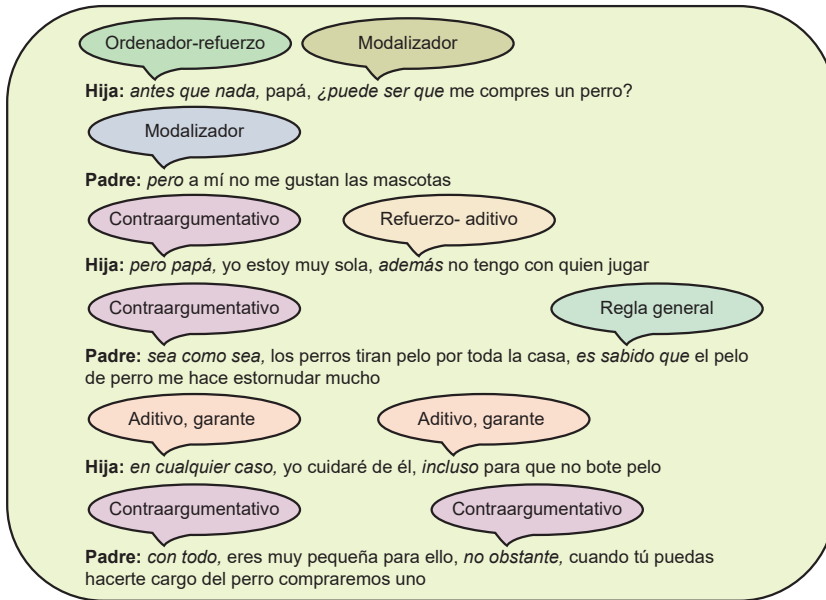 Ordenador-refuerzo Modalizador
Hija: antes que nada, papá, ¿puede ser que me compres un perro?
Modalizador
Padre: pero a mí no me gustan las mascotas
Contraargumentativo Refuerzo- aditivo
Hija: pero papá, yo estoy muy sola, además no tengo con quien jugar
Contraargumentativo Regla general
Padre: sea como sea, los perros tiran pelo por toda la casa, es sabido que el pelo
de perro me hace estornudar mucho
Aditivo, garante Aditivo, garante
Hija: en cualquier caso, yo cuidaré de él, incluso para que no bote pelo
Contraargumentativo Contraargumentativo
Padre: con todo, eres muy pequeña para ello, no obstante, cuando tú puedas
hacerte cargo del perro compraremos uno